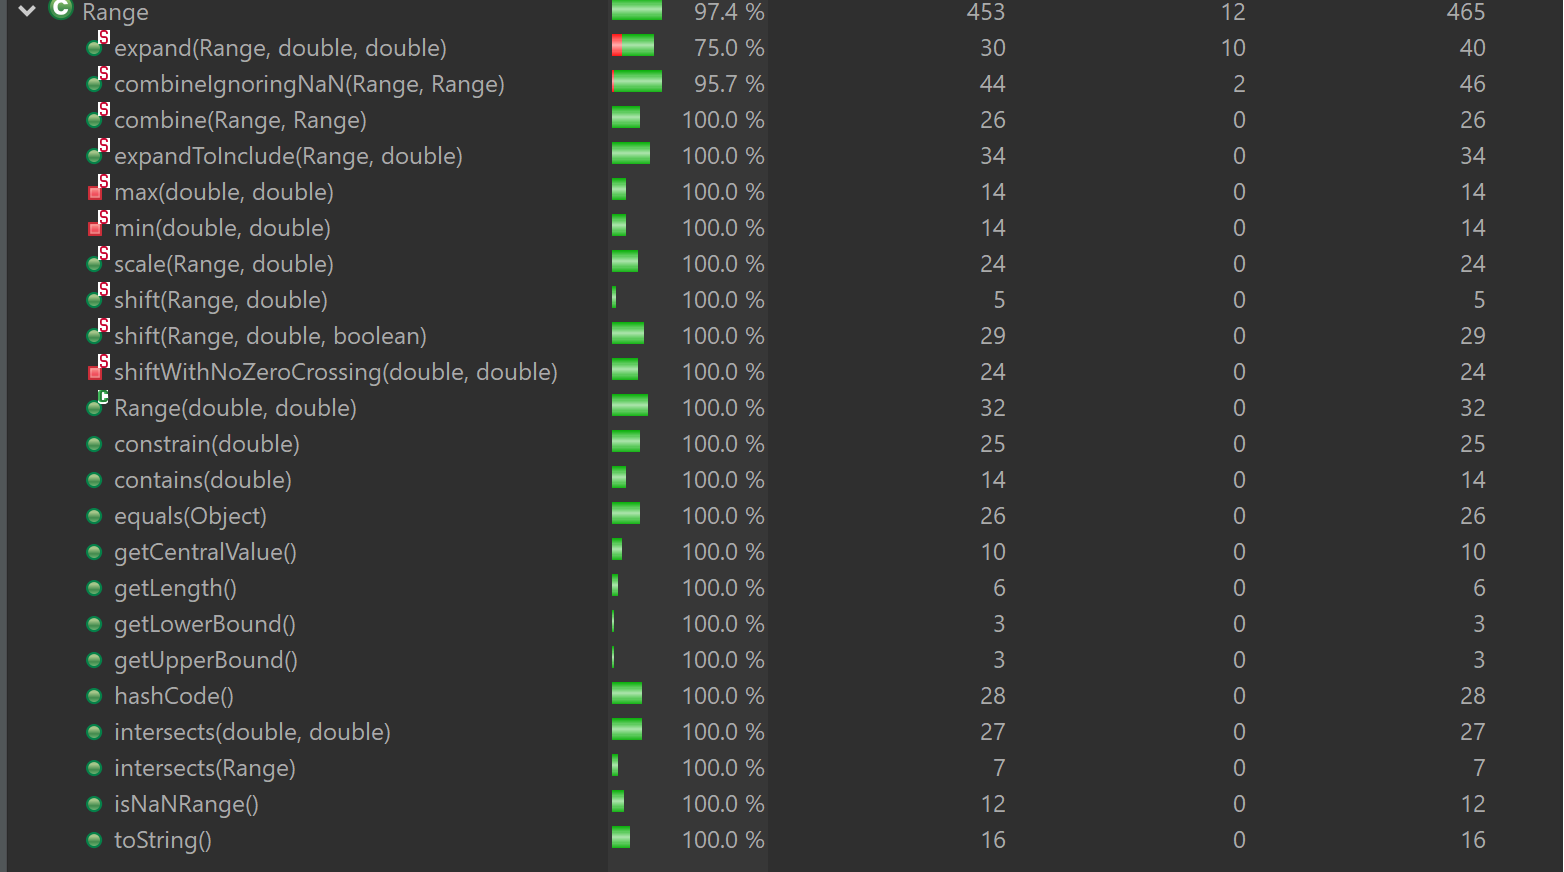 C Range 97.4 % 453 12 465
S expand(Range, double, double) 75.0 % 30 10 40
S combineIgnoringNaN(Range, Range) 95.7 % 44 2 46
S combine(Range, Range) 100.0 % 26 0 26
S expandToInclude(Range, double) 100.0 % 34 0 34
S max(double, double) 100.0 % 14 0 14
S min(double, double) 100.0 % 14 0 14
S scale(Range, double) 100.0 % 24 0 24
S shift(Range, double) 100.0 % 5 0 5
S shift(Range, double, boolean) 100.0 % 29 0 29
S shiftWithNoZeroCrossing(double, double) 100.0 % 24 0 24
C Range(double, double) 100.0 % 32 0 32
constrain(double) 100.0 % 25 0 25
contains(double) 100.0 % 14 0 14
equals(Object) 100.0 % 26 0 26
getCentralValue() 100.0 % 10 0 10
getLength() 100.0 % 6 0 6
getLowerBound() 100.0 % 3 0 3
getUpperBound() 100.0 % 3 0 3
hashCode() 100.0 % 28 0 28
intersects(double, double) 100.0 % 27 0 27
intersects(Range) 100.0 % 7 0 7
isNaNRange() 100.0 % 12 0 12
toString() 100.0 % 16 0 16